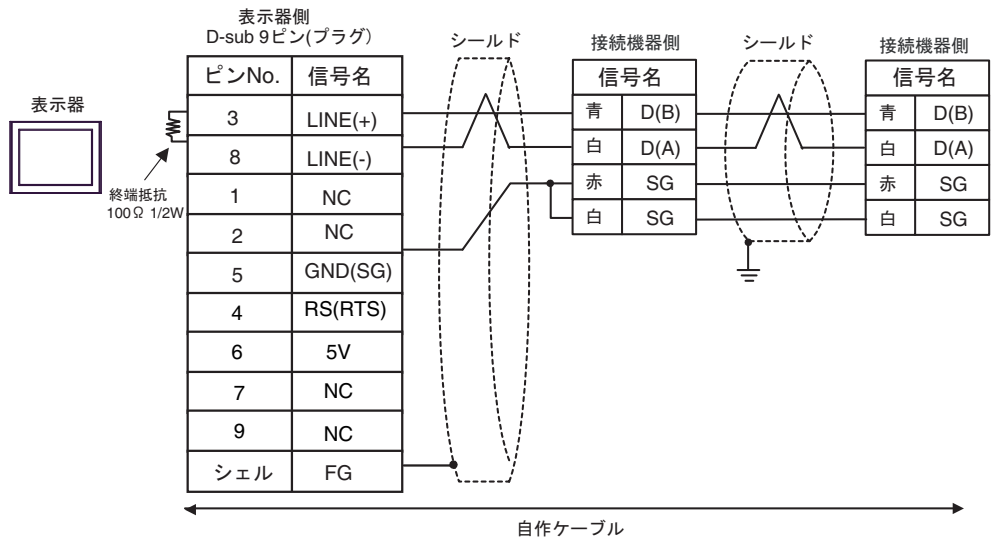 表示器側
D-sub 9ピン(プラグ)
シールド
接続機器側
シールド
接続機器側
表示器
終端抵抗
100Ω 1/2W
ピンNo. 信号名
3 LINE(+)
8 LINE(-)
1 NC
2 NC
5 GND(SG)
4 RS(RTS)
6 5V
7 NC
9 NC
シェル FG
信号名
青 D(B)
白 D(A)
赤 SG
白 SG
信号名
青 D(B)
白 D(A)
赤 SG
白 SG
自作ケーブル